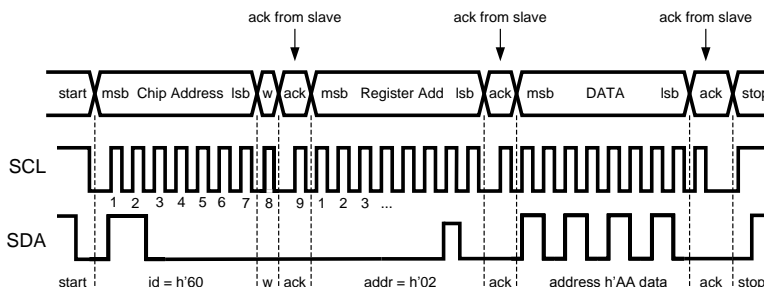 ack from slave ack from slave ack from slave
start msb Chip Address lsb w ack msb Register Add lsb ack msb DATA lsb ack stop
SCL
1 2 3 4 5 6 7 8 9 1 2 3 ...
SDA
start id = h'60 w ack addr = h'02 ack address h'AA data ack stop